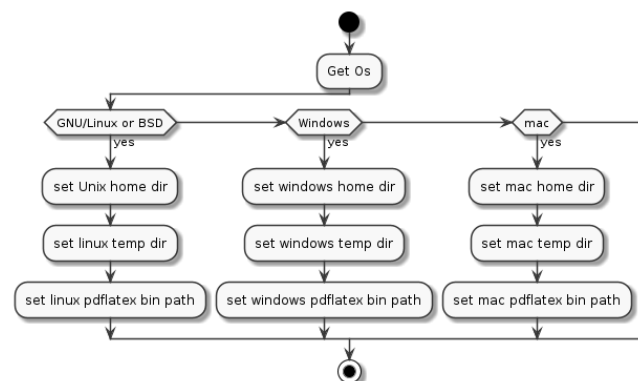 Get Os
GNU/Linux or BSD
Windows
mac
yes
yes
yes
set Unix home dir
set windows home dir
set mac home dir
set linux temp dir
set windows temp dir
set mac temp dir
set linux pdflatex bin path
set windows pdflatex bin path
set mac pdflatex bin path